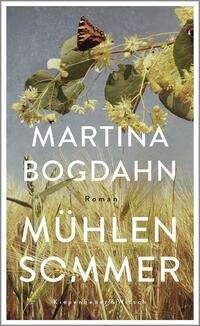 MARTINA
BOGDAHN
Roman
MÜHLEN
SOMMER
Kiepenheuer & Witsch